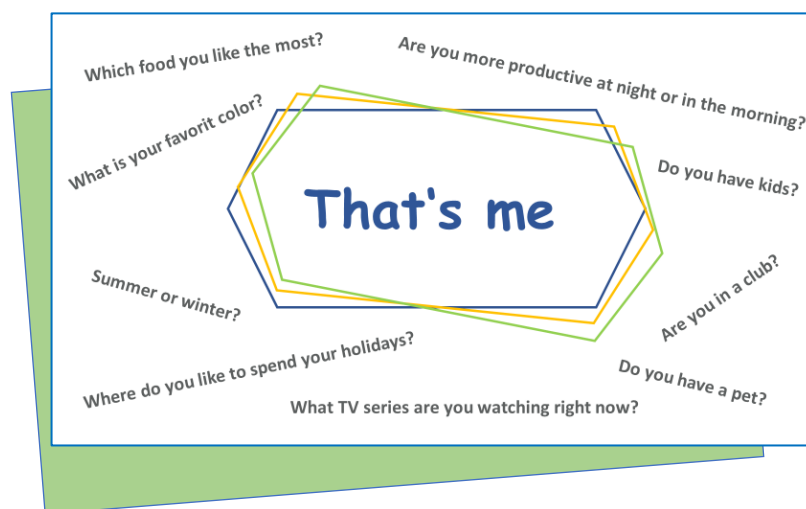 Which food you like the most?
Are you more productive at night or in the morning?
What is your favorit color?
Do you have kids?
That's me
Summer or winter?
Are you in a club?
Where do you like to spend your holidays?
Do you have a pet?
What TV series are you watching right now?